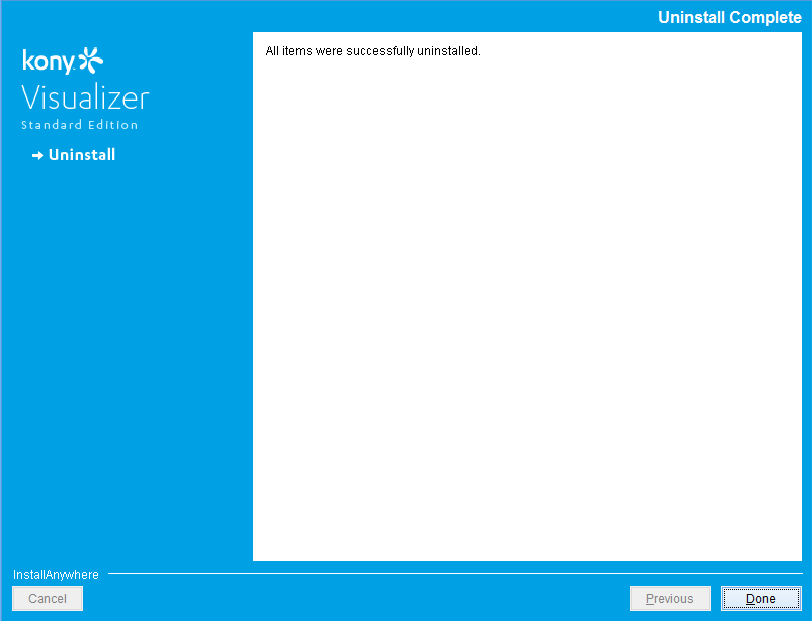 Uninstall Complete
kony
Visualizer
Standard Edition
Uninstall
All items were successfully uninstalled.
InstallAnywhere
Cancel
Previous
Done